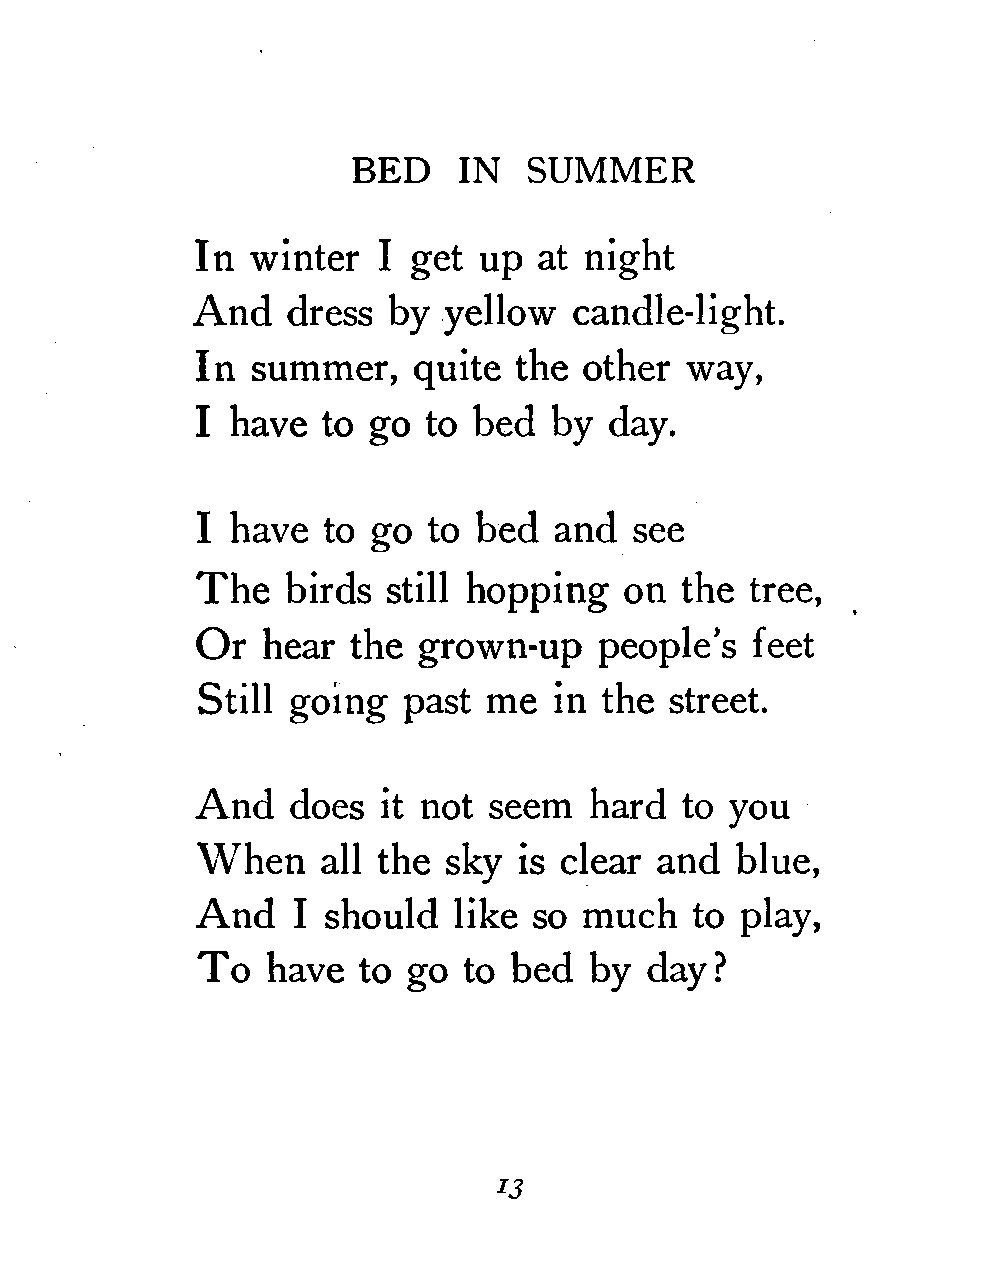 BED IN SUMMER
In winter I get up at night
And dress by yellow candle-light.
In summer, quite the other way,
I have to go to bed by day.
I have to go to bed and see
The birds still hopping on the tree,
Or hear the grown-up people's feet
Still going past me in the street.
And does it not seem hard to you
When all the sky is clear and blue,
And I should like so much to play,
To have to go to bed by day?
13